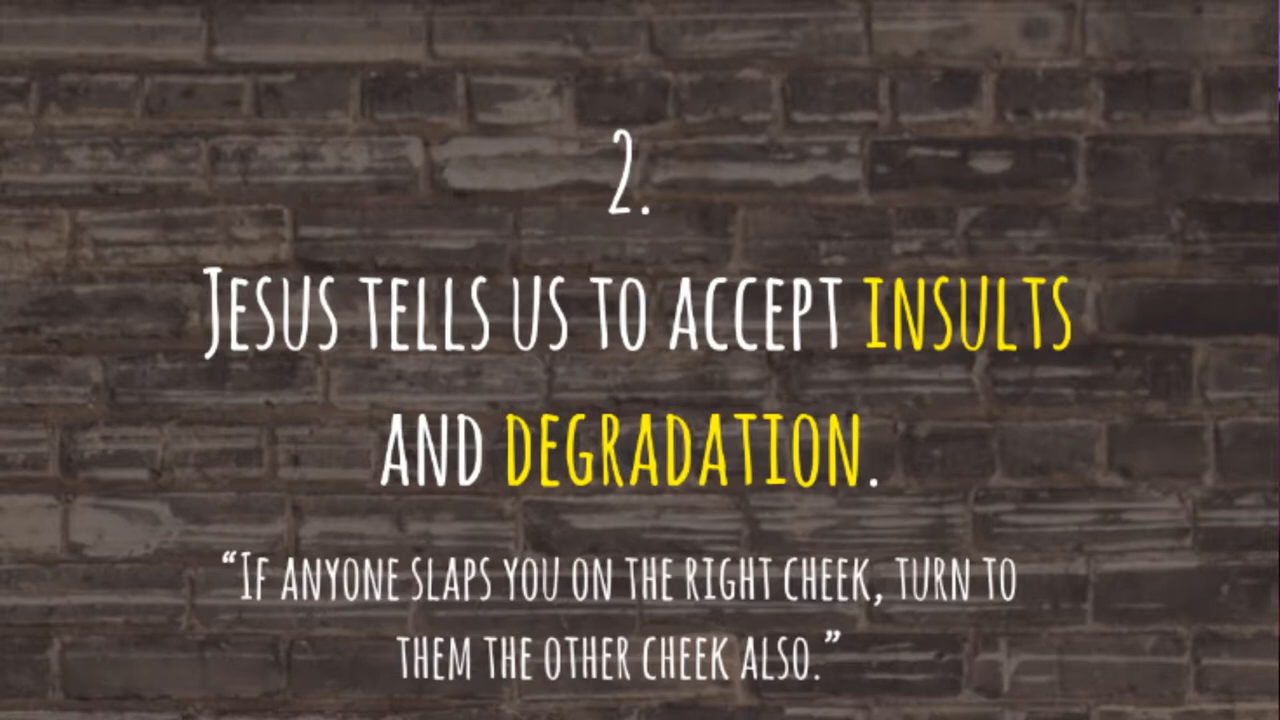 2.
Jesus tells us to accept insults
and degradation.
“If anyone slaps you on the right cheek, turn to
them the other cheek also.”